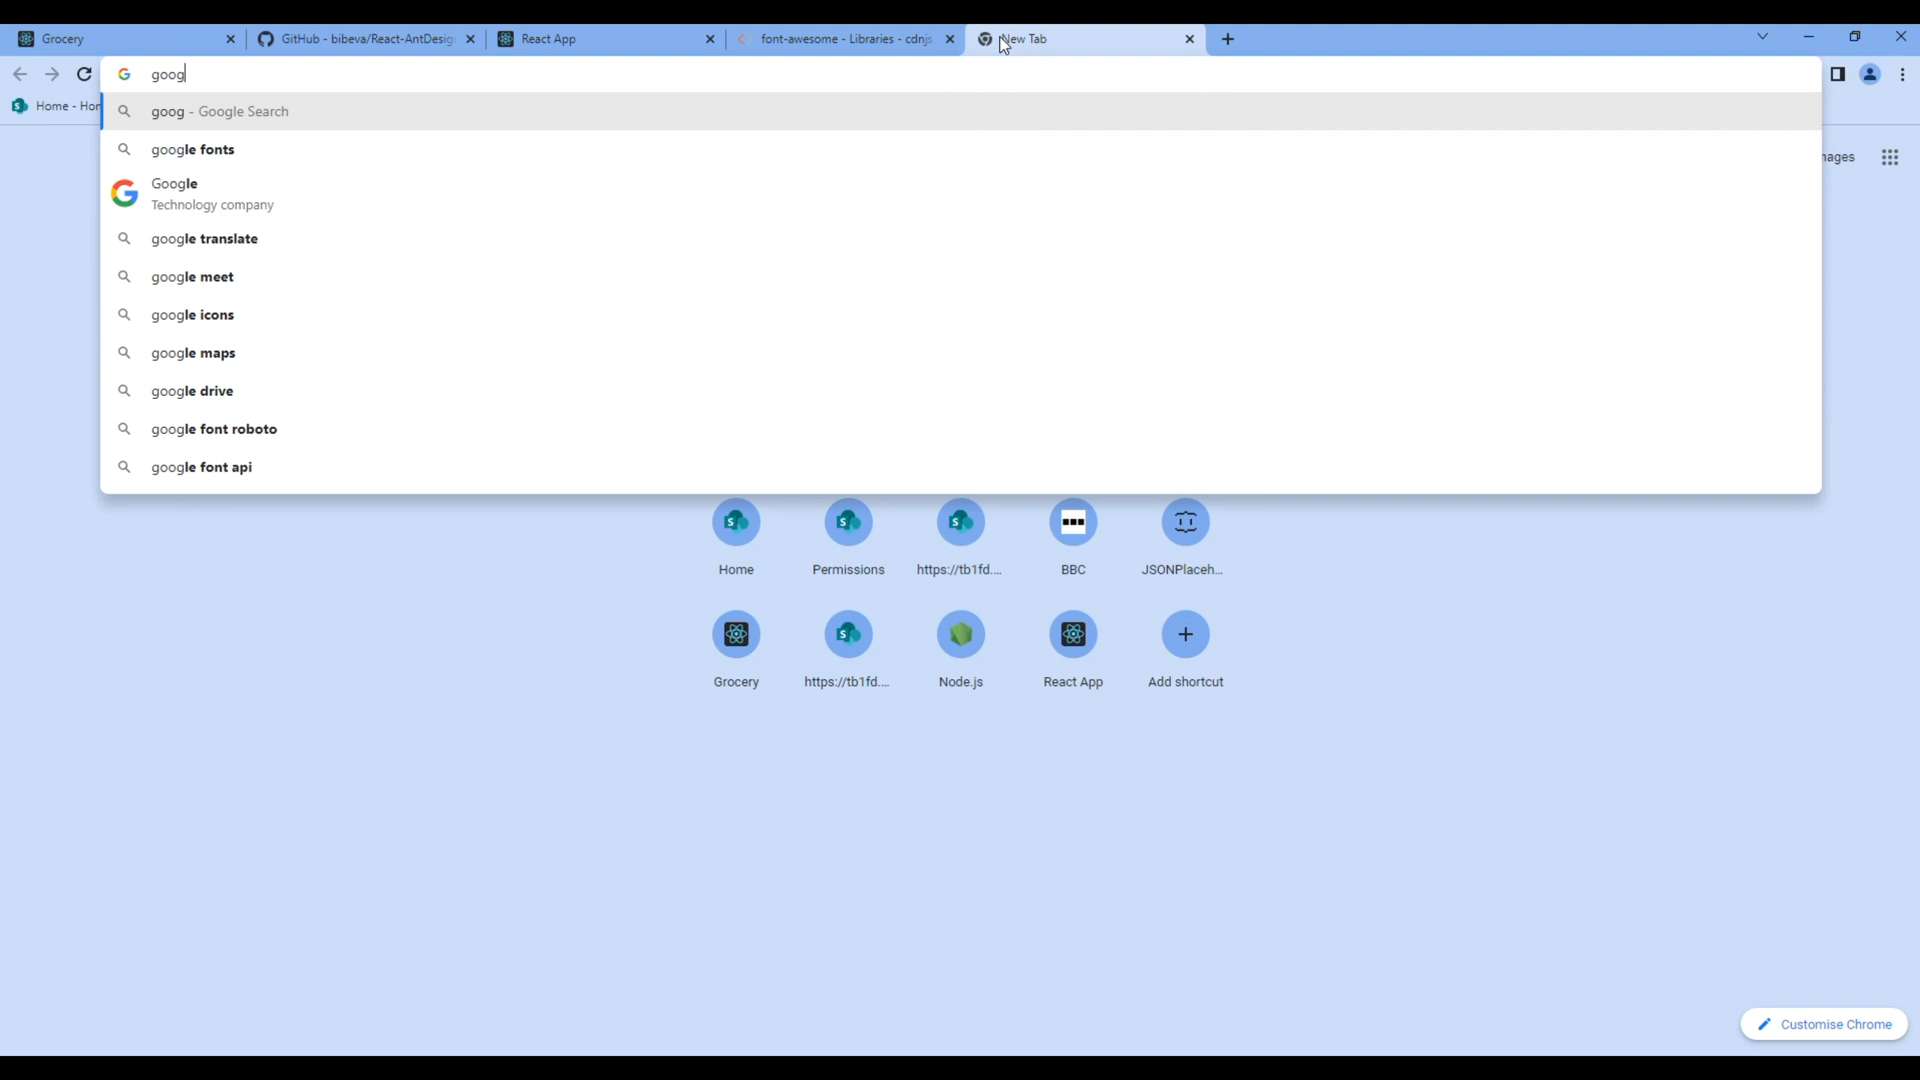 Grocery
GitHub - bibeva/React-AntDesig
React App
font-awesome - Libraries - cdnjs
New Tab
goog
Home - Hor
goog - Google Search
google fonts
Google
Technology company
google translate
google meet
google icons
google maps
google drive
google font roboto
google font api
Home
Permissions
https://tb1fd....
BBC
JSONPlaceh...
Grocery
https://tb1fd....
Node.js
React App
Add shortcut
Customise Chrome